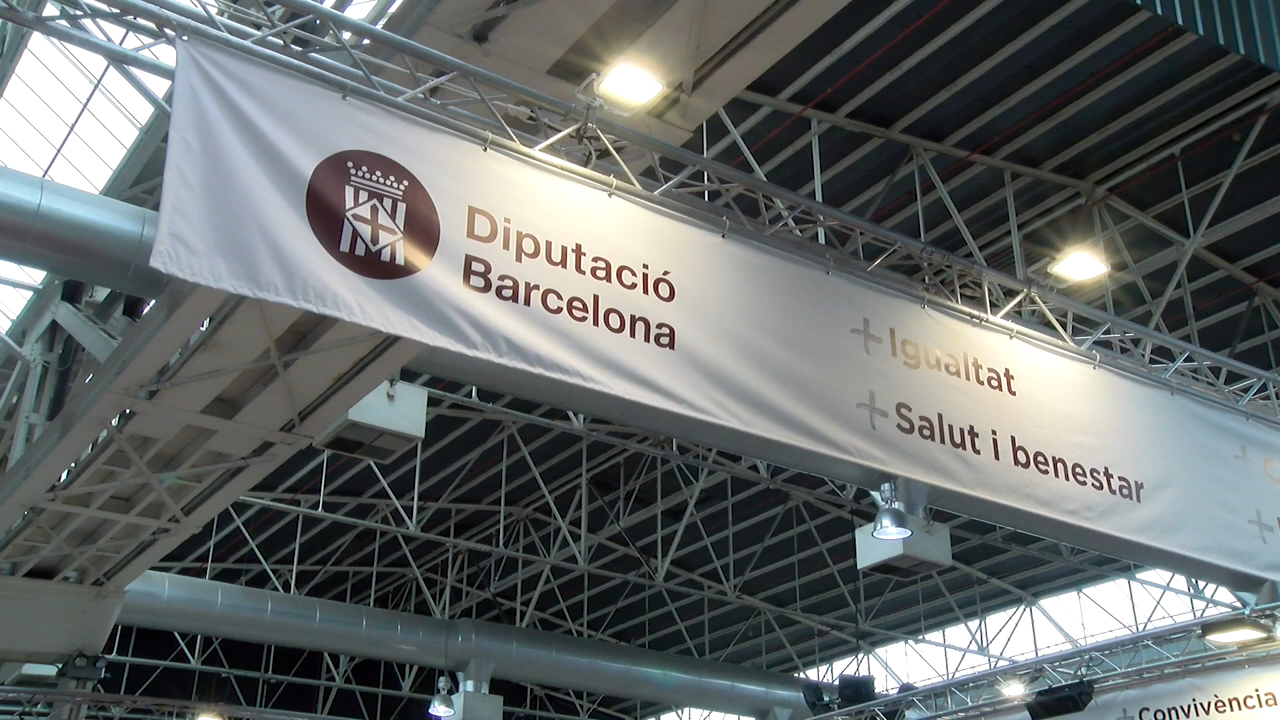 Diputació
Barcelona
+ Igualtat
+ Salut i benestar
+ Convivència